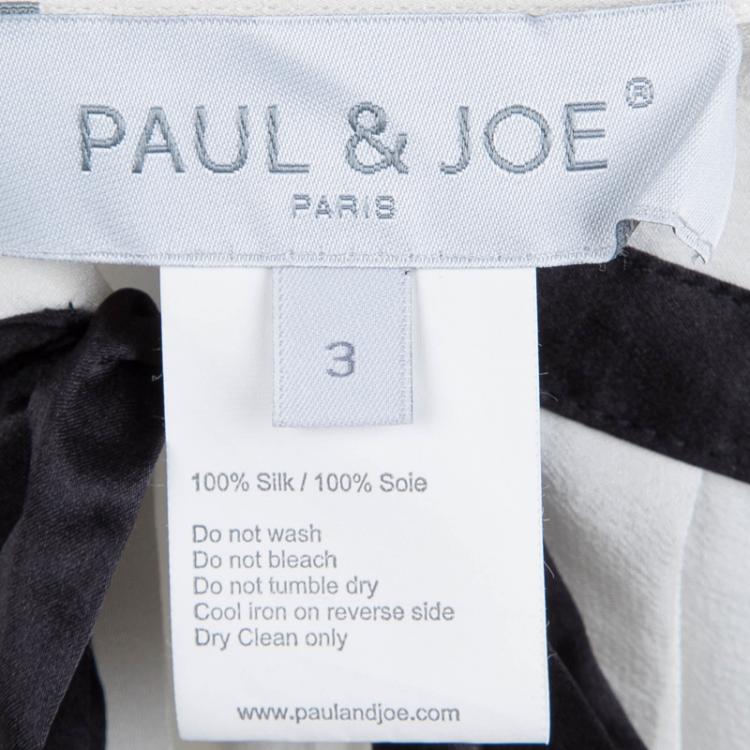 PAUL & JOE®
PARIS
3
100% Silk / 100% Soie
Do not wash
Do not bleach
Do not tumble dry
Cool iron on reverse side
Dry Clean only
www.paulandjoe.com